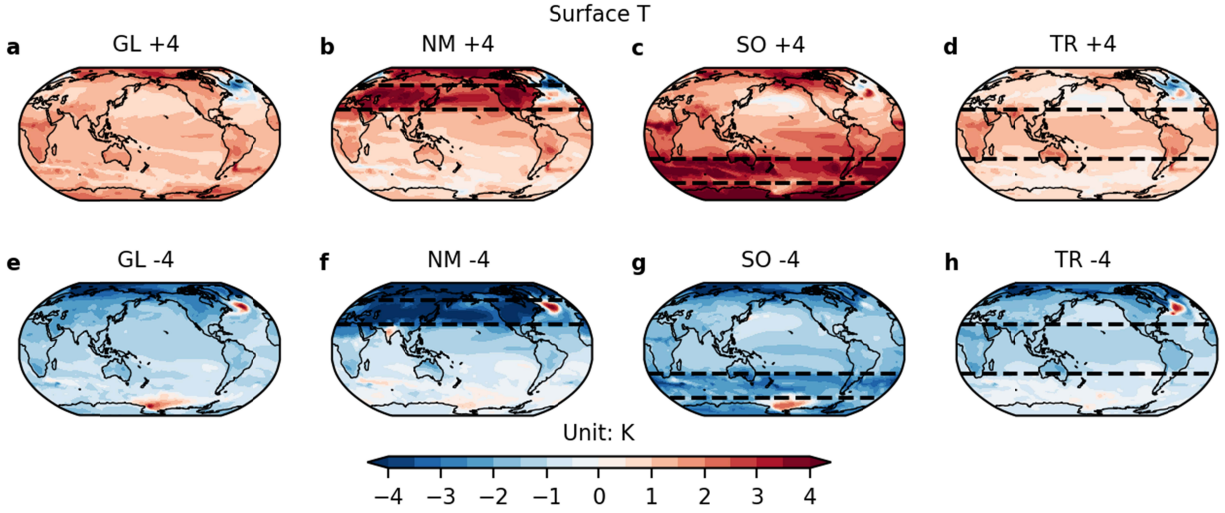 Surface T
a GL +4 b NM +4 c SO +4 d TR +4
e GL -4 f NM -4 g SO -4 h TR -4
Unit: K
−4 −3 −2 −1 0 1 2 3 4